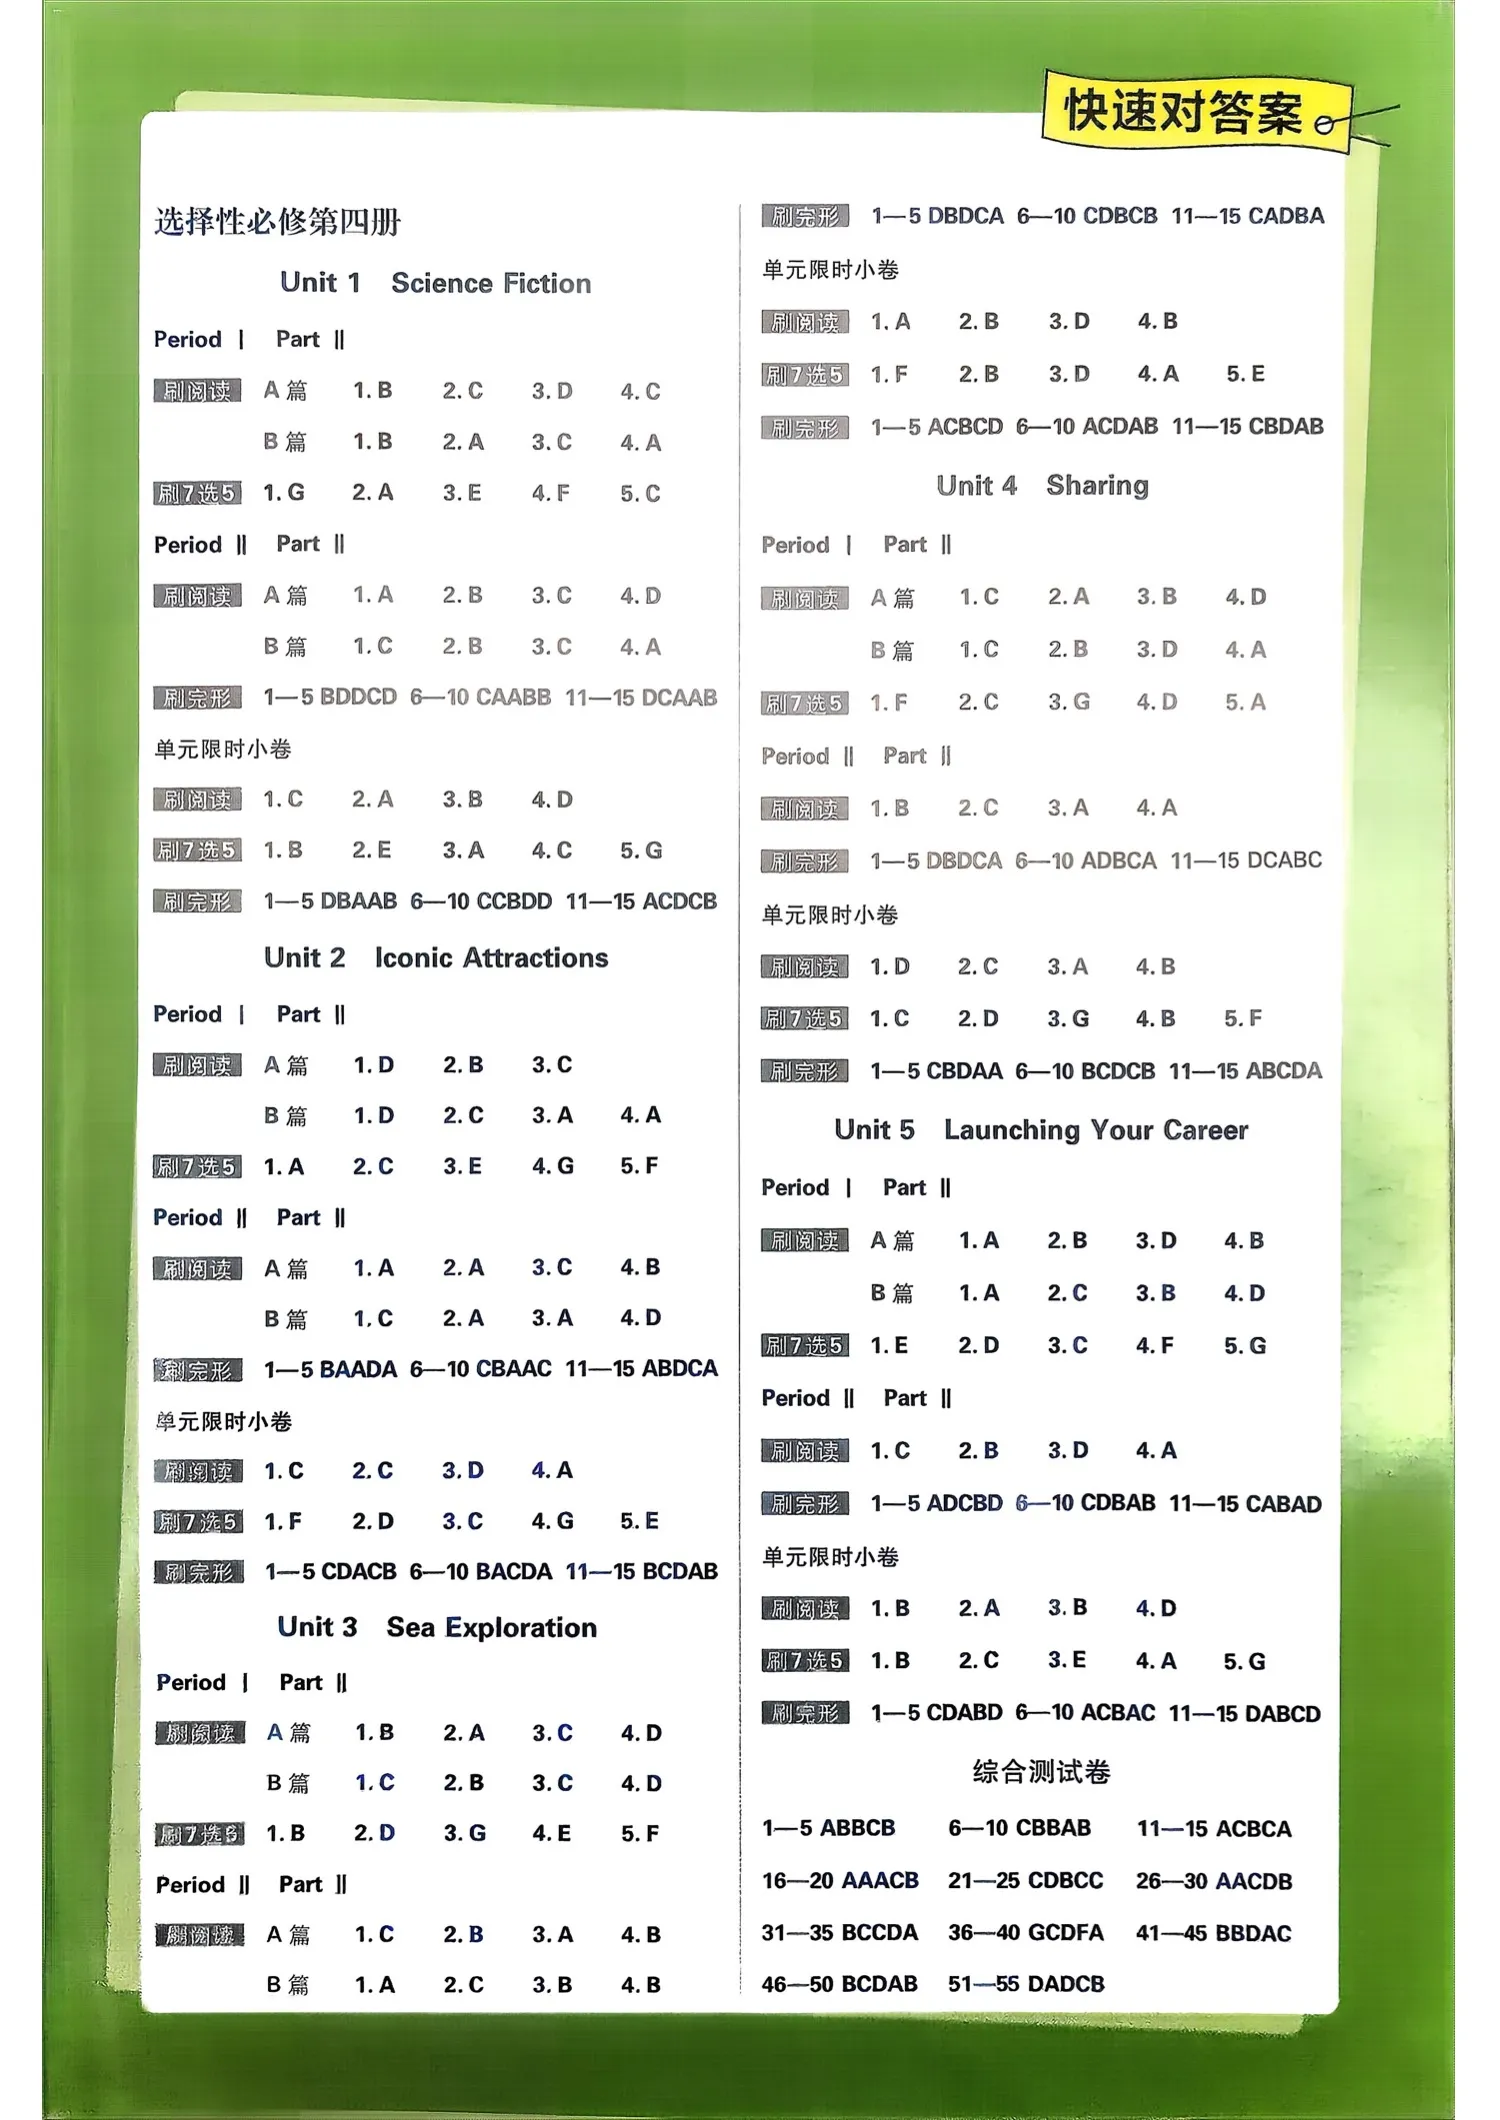 快速对答案
选择性必修第四册
Unit 1 Science Fiction
Period Ⅰ Part Ⅱ
刷阅读 A 篇 1. B 2. C 3. D 4. C
B 篇 1. B 2. A 3. C 4. A
刷7选5 1. G 2. A 3. E 4. F 5. C
Period Ⅱ Part Ⅱ
刷阅读 A 篇 1. A 2. B 3. C 4. D
B 篇 1. C 2. B 3. C 4. A
刷完形 1—5 BDDCD 6—10 CAABB 11—15 DCAAB
单元限时小卷
刷阅读 1. C 2. A 3. B 4. D
刷7选5 1. B 2. E 3. A 4. C 5. G
刷完形 1—5 DBAAB 6—10 CCBDD 11—15 ACDCB
Unit 2 Iconic Attractions
Period Ⅰ Part Ⅱ
刷阅读 A 篇 1. D 2. B 3. C
B 篇 1. D 2. C 3. A 4. A
刷7选5 1. A 2. C 3. E 4. G 5. F
Period Ⅱ Part Ⅱ
刷阅读 A 篇 1. A 2. A 3. C 4. B
B 篇 1. C 2. A 3. A 4. D
刷完形 1—5 BAADA 6—10 CBAAC 11—15 ABDCA
单元限时小卷
刷阅读 1. C 2. C 3. D 4. A
刷7选5 1. F 2. D 3. C 4. G 5. E
刷完形 1—5 CDACB 6—10 BACDA 11—15 BCDAB
Unit 3 Sea Exploration
Period Ⅰ Part Ⅱ
刷阅读 A 篇 1. B 2. A 3. C 4. D
B 篇 1. C 2. B 3. C 4. D
刷7选5 1. B 2. D 3. G 4. E 5. F
Period Ⅱ Part Ⅱ
刷阅读 A 篇 1. C 2. B 3. A 4. B
B 篇 1. A 2. C 3. B 4. B
刷完形 1—5 DBDCA 6—10 CDBCB 11—15 CADBA
单元限时小卷
刷阅读 1. A 2. B 3. D 4. B
刷7选5 1. F 2. B 3. D 4. A 5. E
刷完形 1—5 ACBCD 6—10 ACDAB 11—15 CBDAB
Unit 4 Sharing
Period Ⅰ Part Ⅱ
刷阅读 A 篇 1. C 2. A 3. B 4. D
B 篇 1. C 2. B 3. D 4. A
刷7选5 1. F 2. C 3. G 4. D 5. A
Period Ⅱ Part Ⅱ
刷阅读 1. B 2. C 3. A 4. A
刷完形 1—5 DBDCA 6—10 ADBCA 11—15 DCABC
单元限时小卷
刷阅读 1. D 2. C 3. A 4. B
刷7选5 1. C 2. D 3. G 4. B 5. F
刷完形 1—5 CBDAA 6—10 BCDCB 11—15 ABCDA
Unit 5 Launching Your Career
Period Ⅰ Part Ⅱ
刷阅读 A 篇 1. A 2. B 3. D 4. B
B 篇 1. A 2. C 3. B 4. D
刷7选5 1. E 2. D 3. C 4. F 5. G
Period Ⅱ Part Ⅱ
刷阅读 1. C 2. B 3. D 4. A
刷完形 1—5 ADCBD 6—10 CDBAB 11—15 CABAD
单元限时小卷
刷阅读 1. B 2. A 3. B 4. D
刷7选5 1. B 2. C 3. E 4. A 5. G
刷完形 1—5 CDABD 6—10 ACBAC 11—15 DABCD
综合测试卷
1—5 ABBCB 6—10 CBBAB 11—15 ACBCA
16—20 AAACB 21—25 CDBCC 26—30 AACDB
31—35 BCCDA 36—40 GCDFA 41—45 BBDAC
46—50 BCDAB 51—55 DADCB